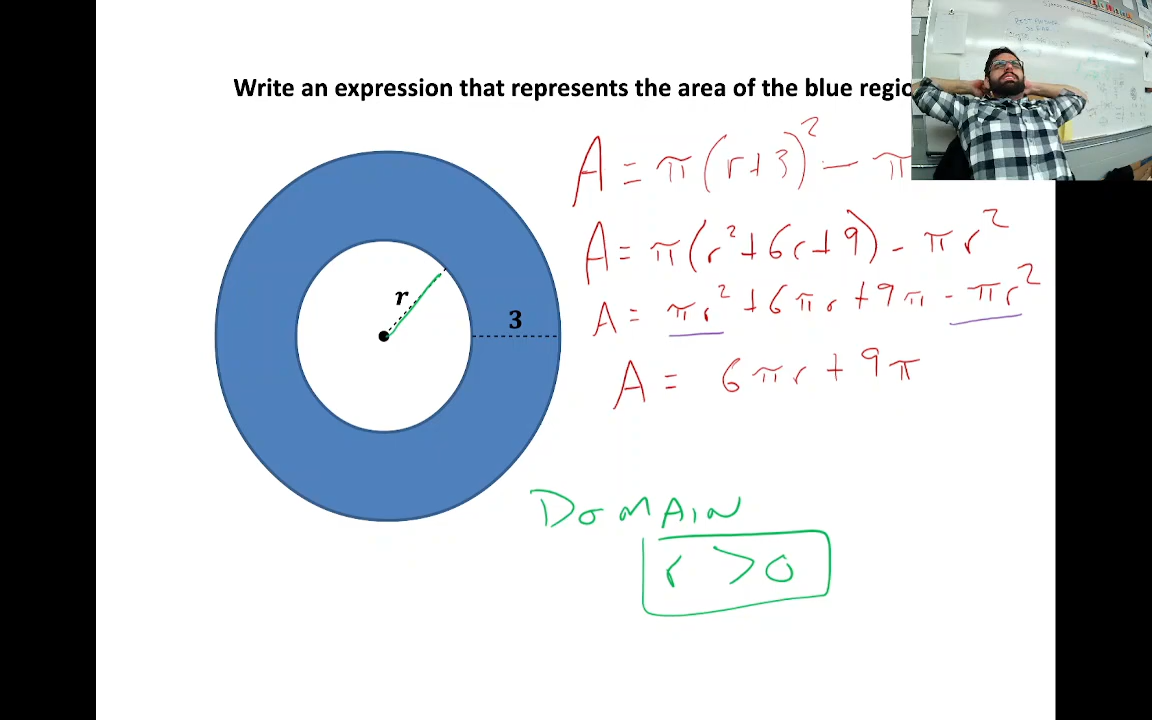 Write an expression that represents the area of the blue regio
A = π(r+3)² − π
A = π(r²+6r+9) − πr²
A = πr² + 6πr + 9π − πr²
A = 6πr + 9π
r
3
DOMAIN
r > 0